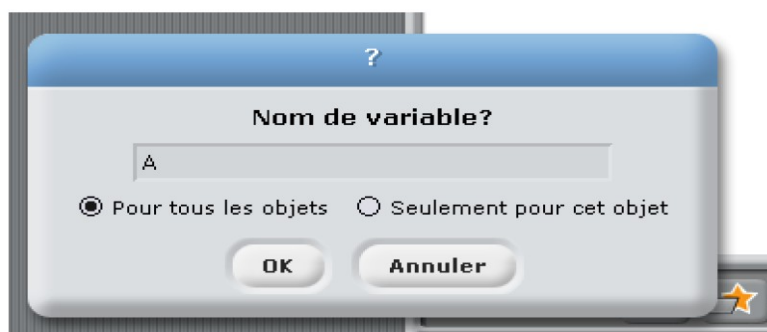 ?
Nom de variable?
A
Pour tous les objets Seulement pour cet objet
OK Annuler